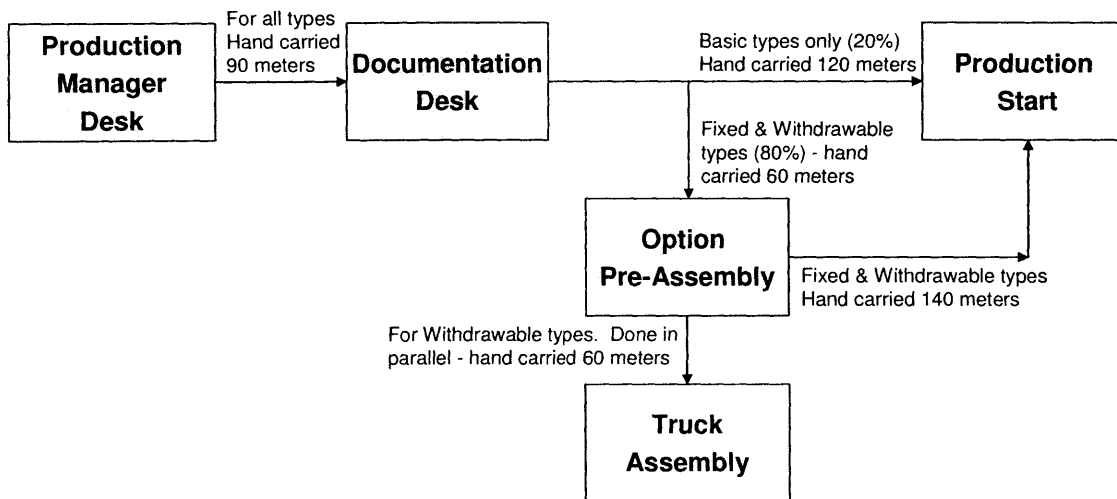 Production
Manager
Desk
For all types
Hand carried
90 meters
Documentation
Desk
Basic types only (20%)
Hand carried 120 meters
Production
Start
Fixed & Withdrawable
types (80%) - hand
carried 60 meters
Option
Pre-Assembly
Fixed & Withdrawable types
Hand carried 140 meters
For Withdrawable types.  Done in
parallel - hand carried 60 meters
Truck
Assembly